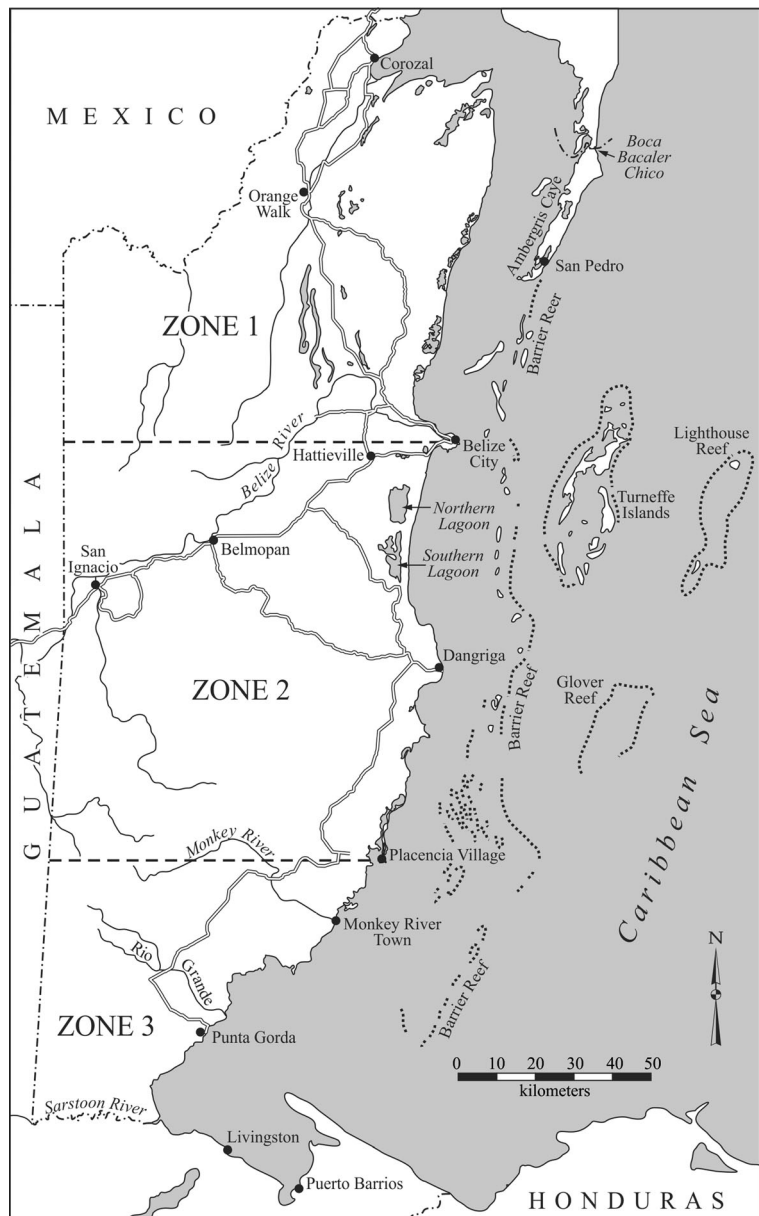 Corozal
MEXICO
Boca
Bacaler
Chico
Orange
Walk
Ambergris Caye
San Pedro
ZONE 1
Barrier Reer
Belize River
Hattieville
Belize
City
Lighthouse
Reef
Turneffe
Islands
Northern
Lagoon
Belmopan
San
Ignacio
Southern
Lagoon
GUATEMALA
Dangriga
ZONE 2
Barrier Reef
Glover
Reef
Caribbean Sea
Monkey River
Placencia Village
Monkey River
Town
N
Rio
Grande
Barrier Reef
ZONE 3
Punta Gorda
0 10 20 30 40 50
kilometers
Sarstoon River
Livingston
Puerto Barrios
HONDURAS